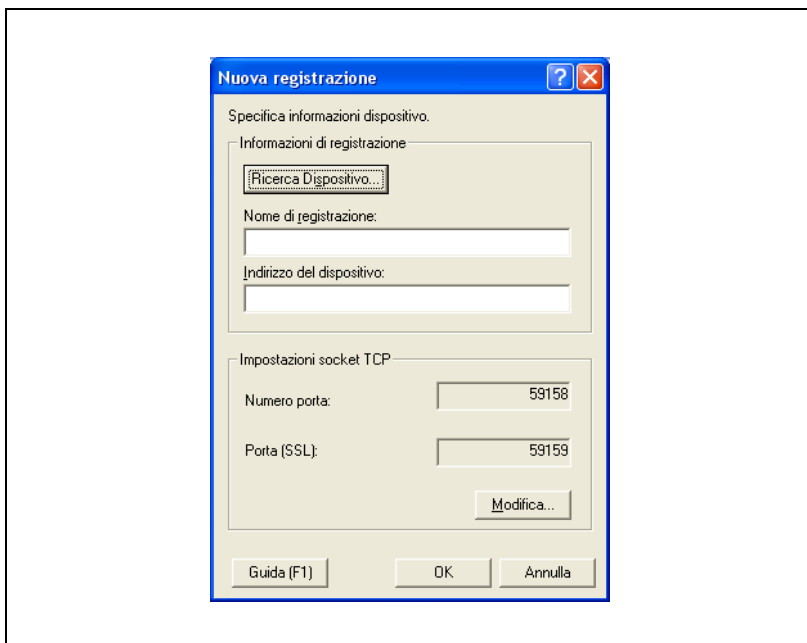 Nuova registrazione
Specifica informazioni dispositivo.
Informazioni di registrazione
Ricerca Dispositivo...
Nome di registrazione:
Indirizzo del dispositivo:
Impostazioni socket TCP
Numero porta: 59158
Porta (SSL): 59159
Modifica...
Guida (F1) OK Annulla